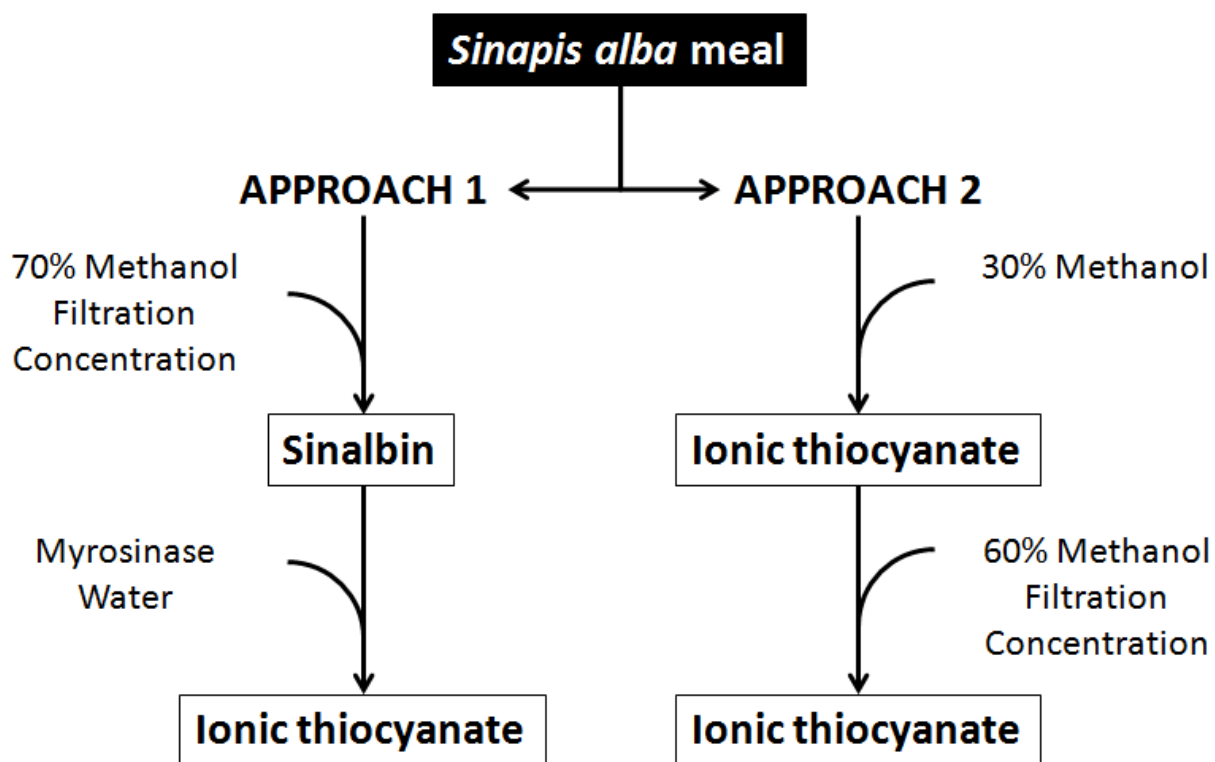 Sinapis alba meal
APPROACH 1
APPROACH 2
70% Methanol
Filtration
Concentration
30% Methanol
Sinalbin
Ionic thiocyanate
Myrosinase
Water
60% Methanol
Filtration
Concentration
Ionic thiocyanate
Ionic thiocyanate